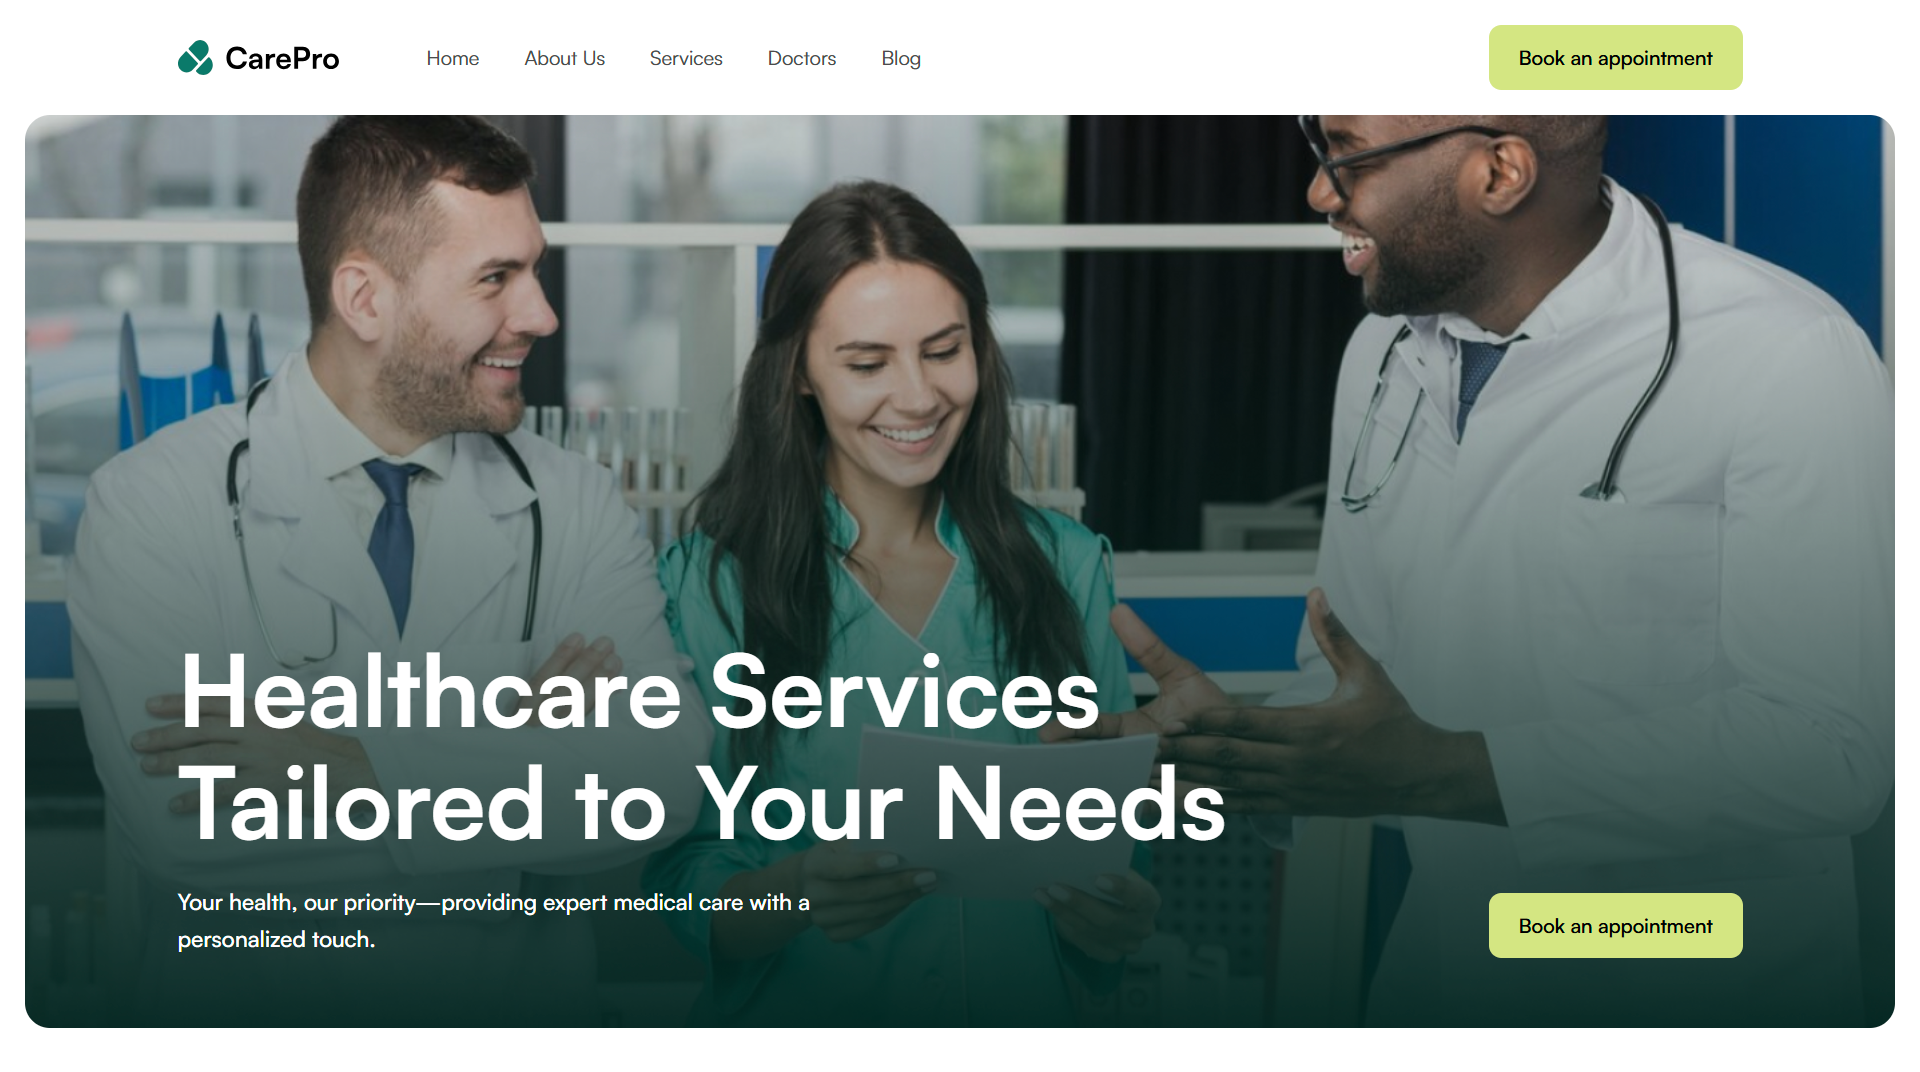 CarePro
Home
About Us
Services
Doctors
Blog
Book an appointment
Healthcare Services
Tailored to Your Needs
Your health, our priority—providing expert medical care with a
personalized touch.
Book an appointment